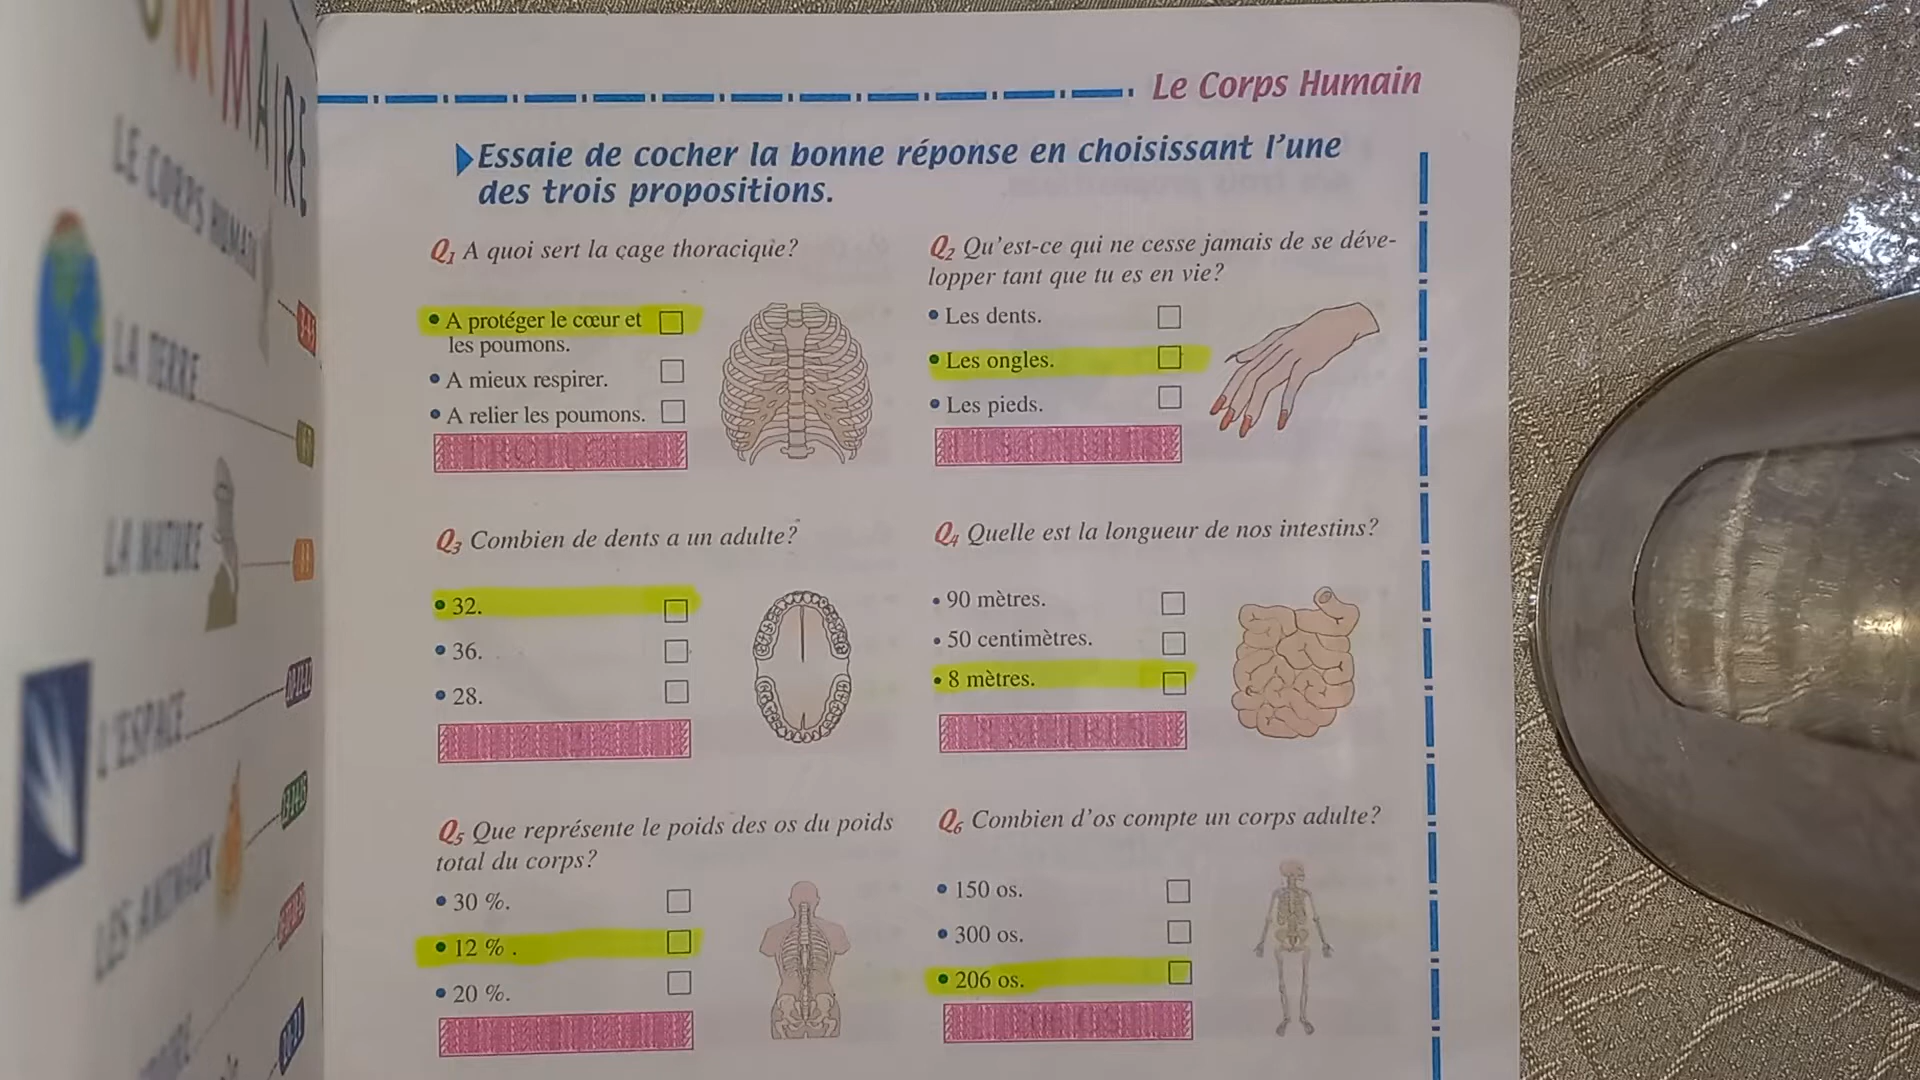 MMAIRE
LE CORPS HUMAIN
LA TERRE
LA NATURE
L'ESPACE
LES ANIMAUX
Le Corps Humain
Essaie de cocher la bonne réponse en choisissant l'une
des trois propositions.
Q1 A quoi sert la cage thoracique?
• A protéger le cœur et
les poumons.
• A mieux respirer.
• A relier les poumons.
Q2 Qu'est-ce qui ne cesse jamais de se déve-
lopper tant que tu es en vie?
• Les dents.
• Les ongles.
• Les pieds.
Q3 Combien de dents a un adulte?
• 32.
• 36.
• 28.
Q4 Quelle est la longueur de nos intestins?
• 90 mètres.
• 50 centimètres.
• 8 mètres.
Q5 Que représente le poids des os du poids
total du corps?
• 30 %.
• 12 % .
• 20 %.
Q6 Combien d'os compte un corps adulte?
• 150 os.
• 300 os.
• 206 os.